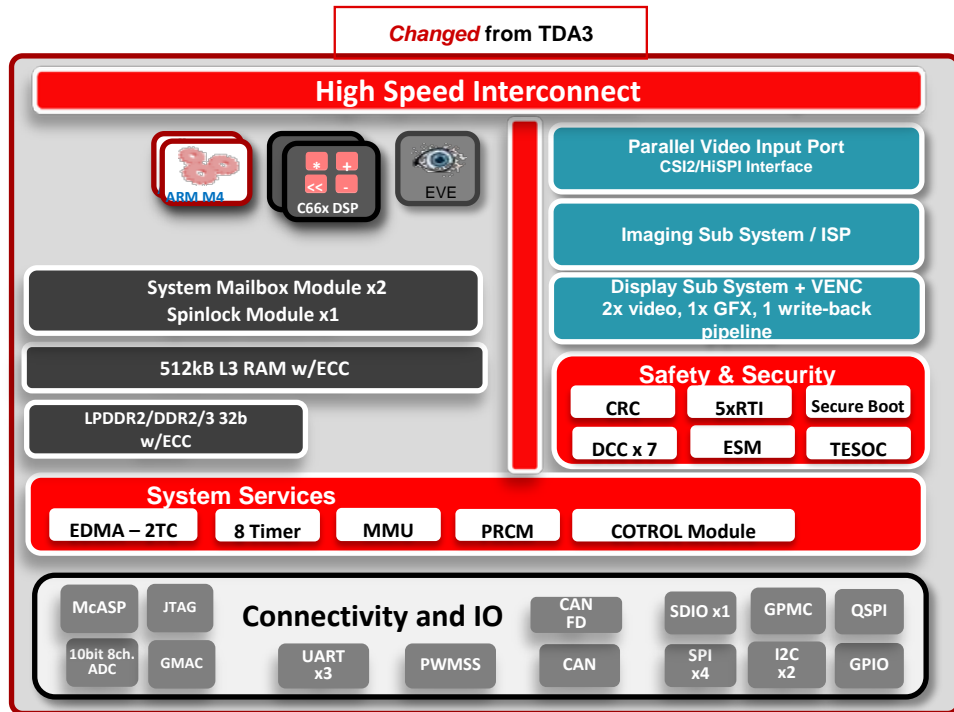 Changed from TDA3
High Speed Interconnect
ARM M4
*
+
<<
-
C66x DSP
EVE
Parallel Video Input Port
CSI2/HiSPI Interface
Imaging Sub System / ISP
Display Sub System + VENC
2x video, 1x GFX, 1 write-back
pipeline
System Mailbox Module x2
Spinlock Module x1
512kB L3 RAM w/ECC
LPDDR2/DDR2/3 32b
w/ECC
Safety & Security
CRC
5xRTI
Secure Boot
DCC x 7
ESM
TESOC
System Services
EDMA – 2TC
8 Timer
MMU
PRCM
COTROL Module
Connectivity and IO
McASP
JTAG
CAN
FD
SDIO x1
GPMC
QSPI
10bit 8ch.
ADC
GMAC
UART
x3
PWMSS
CAN
SPI
x4
I2C
x2
GPIO